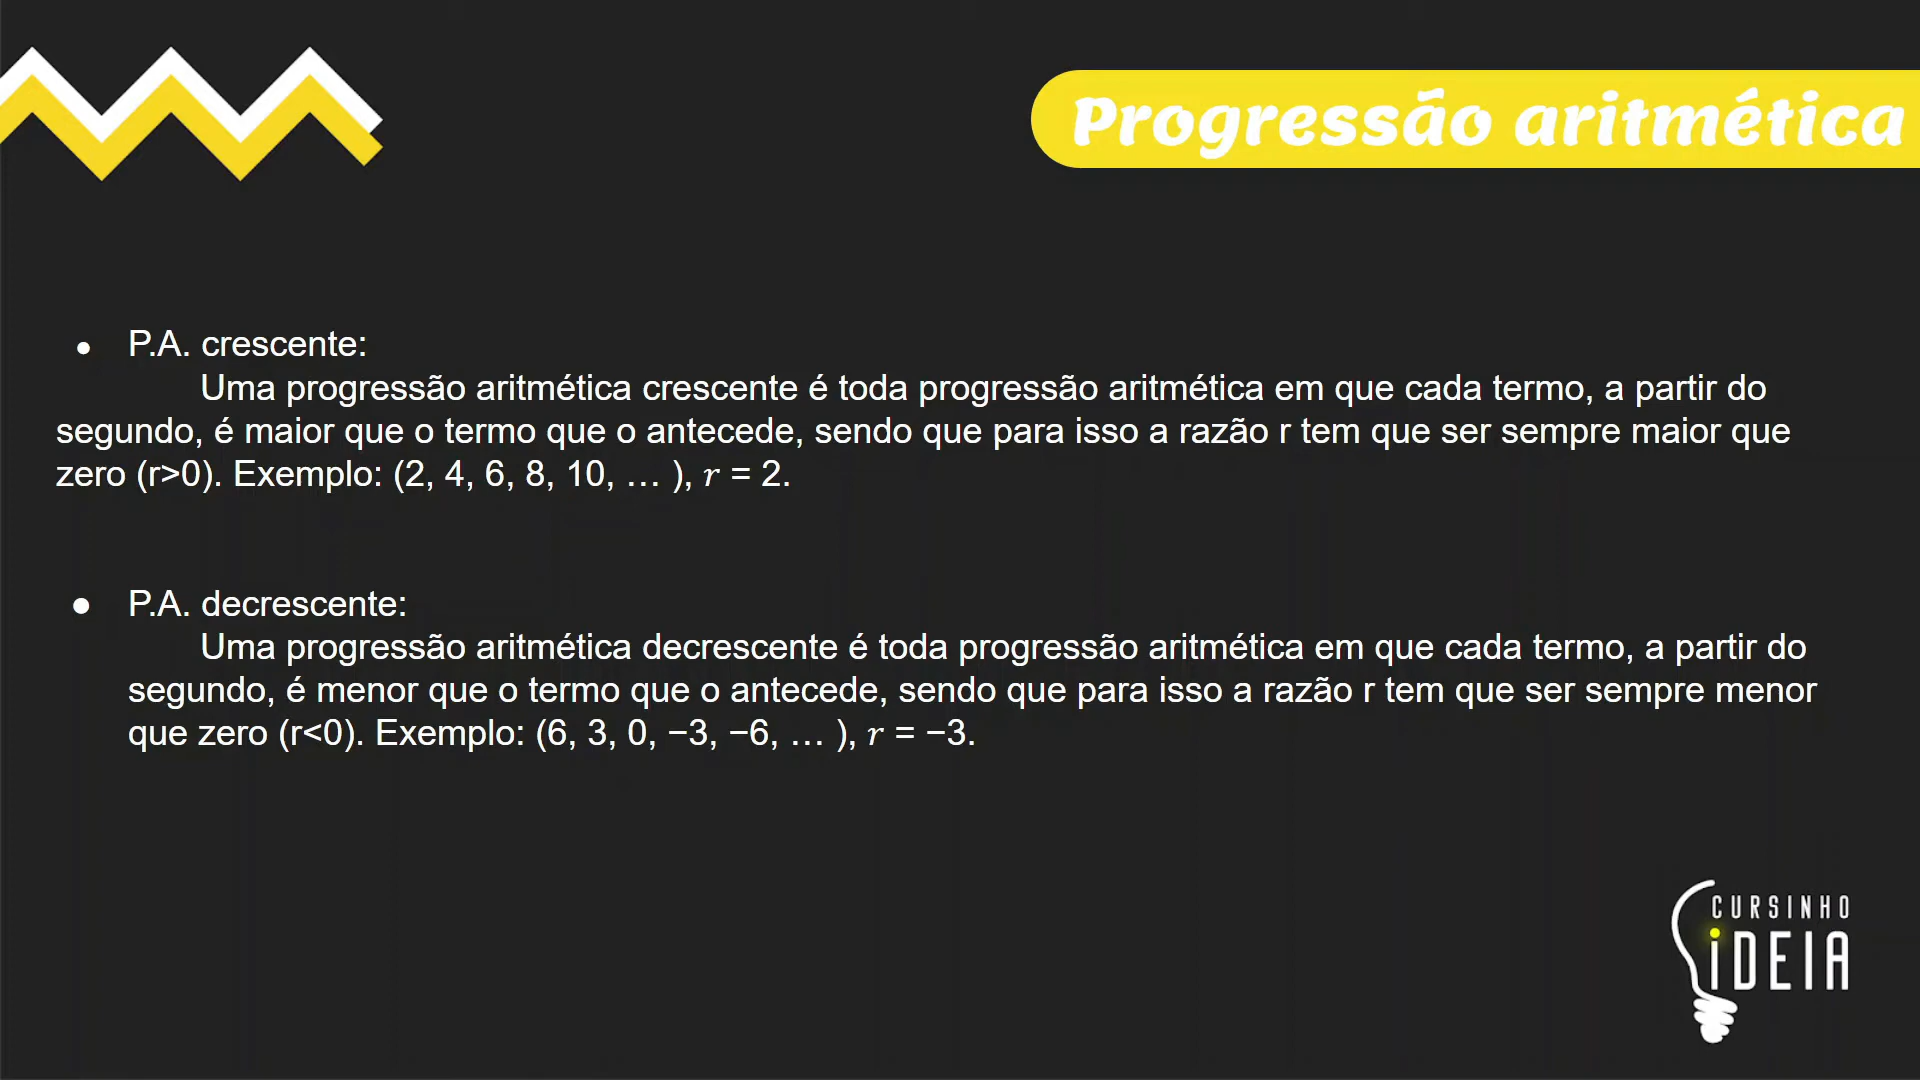 Progressão aritmética
● P.A. crescente:
Uma progressão aritmética crescente é toda progressão aritmética em que cada termo, a partir do
segundo, é maior que o termo que o antecede, sendo que para isso a razão r tem que ser sempre maior que
zero (r>0). Exemplo: (2, 4, 6, 8, 10, … ), 𝑟 = 2.
● P.A. decrescente:
Uma progressão aritmética decrescente é toda progressão aritmética em que cada termo, a partir do
segundo, é menor que o termo que o antecede, sendo que para isso a razão r tem que ser sempre menor
que zero (r<0). Exemplo: (6, 3, 0, −3, −6, … ), 𝑟 = −3.
CURSINHO
iDEIA